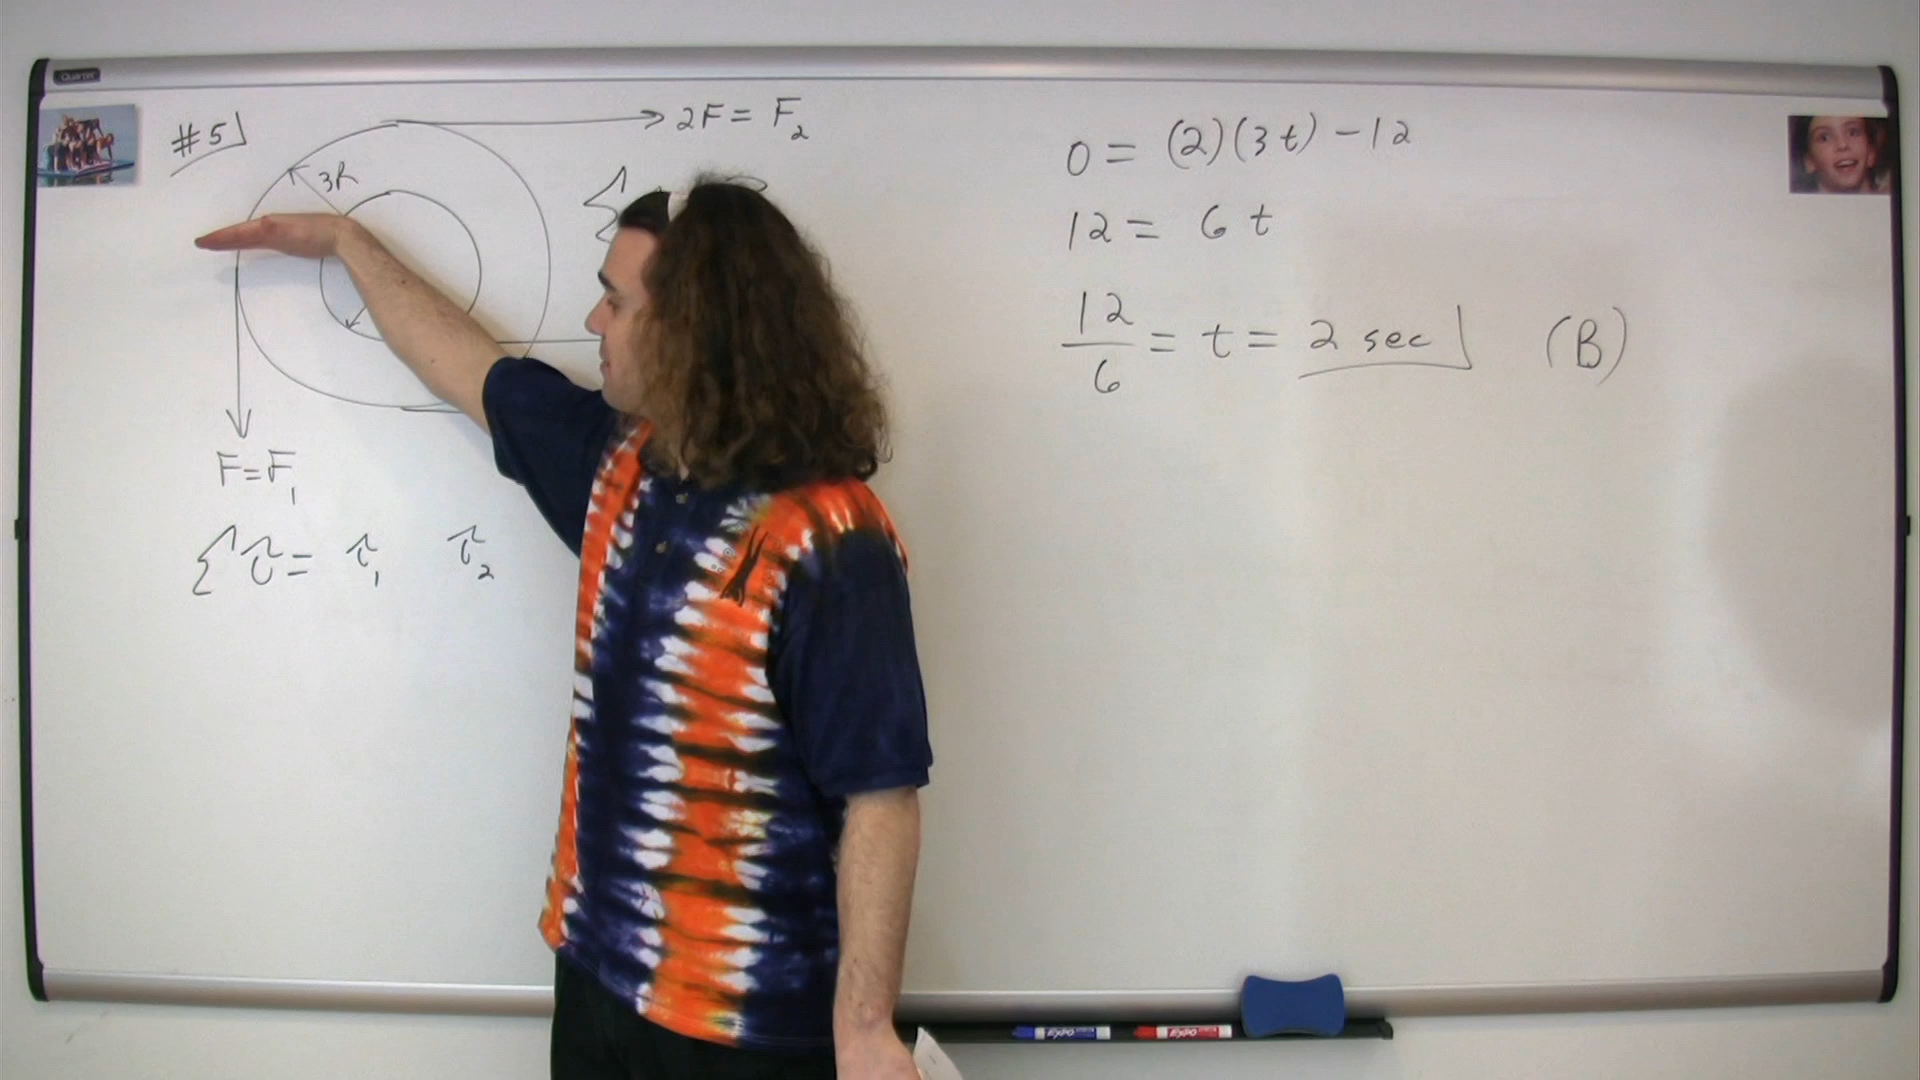 Quartet
#5
2F = F2
3R
F = F1
Στ = τ1 τ2
0 = (2)(3t) - 12
12 = 6t
12/6 = t = 2 sec (B)
EXPO
EXPO